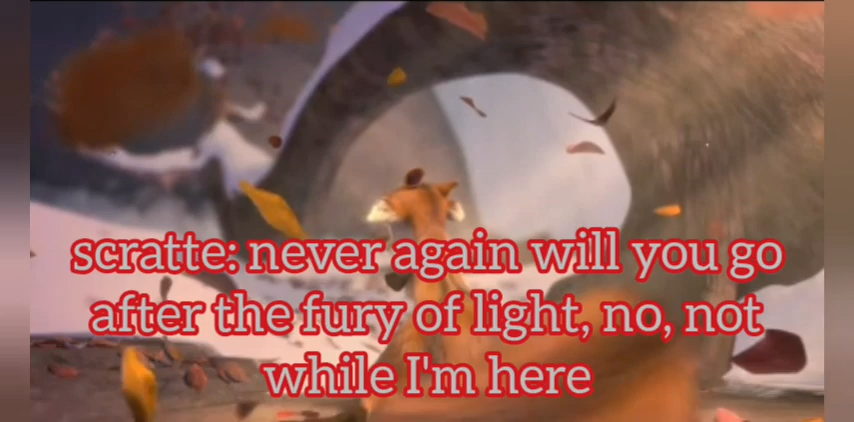 scratte: never again will you go
after the fury of light, no, not
while I'm here